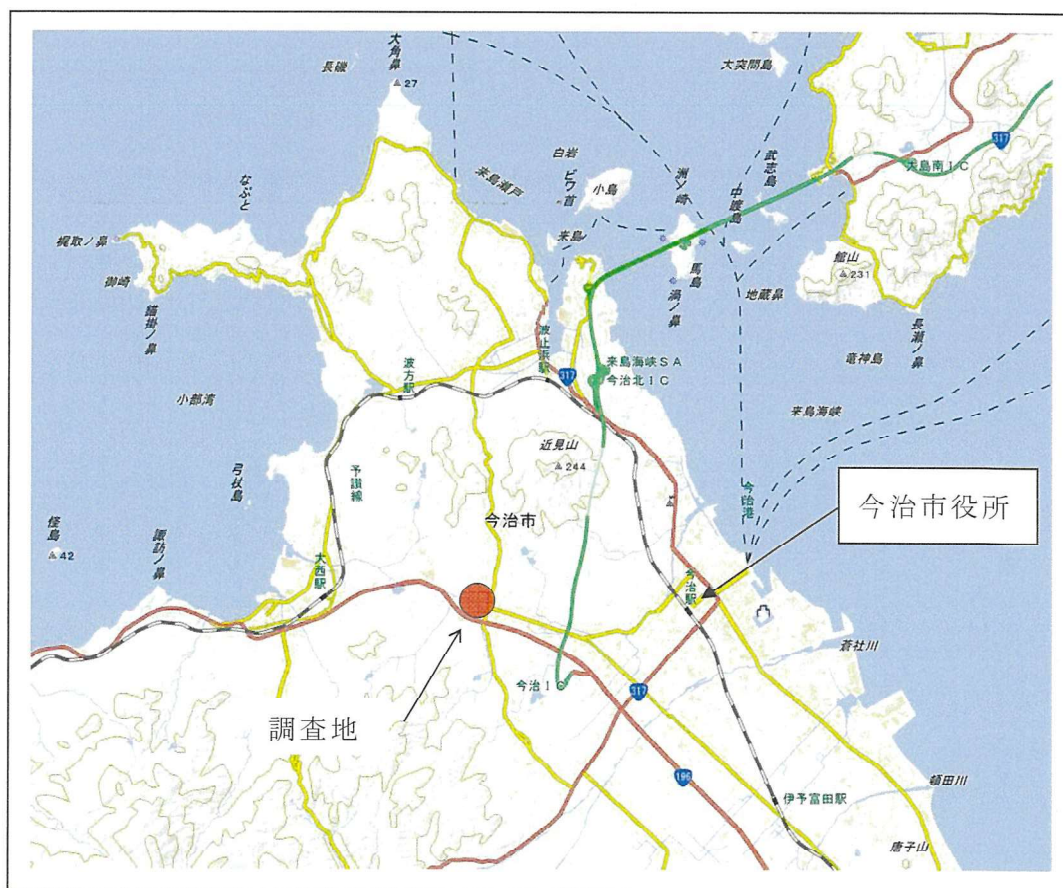 大角鼻
27
長磯
大突間島
317
大島南IC
白岩
ビワ首
小島
洲ノ崎
中渡島
武志島
来島瀬戸
なぶと
梶取ノ鼻
御崎
来島
馬島
館山
231
地蔵鼻
渦ノ鼻
長瀬ノ鼻
竜神島
波止浜駅
波方駅
317
来島海峡SA
今治北IC
小部湾
来島海峡
近見山
244
予讃線
弓杖島
今治港
今治市役所
今治市
怪島
42
諏訪ノ鼻
大西駅
今治駅
蒼社川
今治IC
317
調査地
196
頓田川
伊予富田駅
唐子山